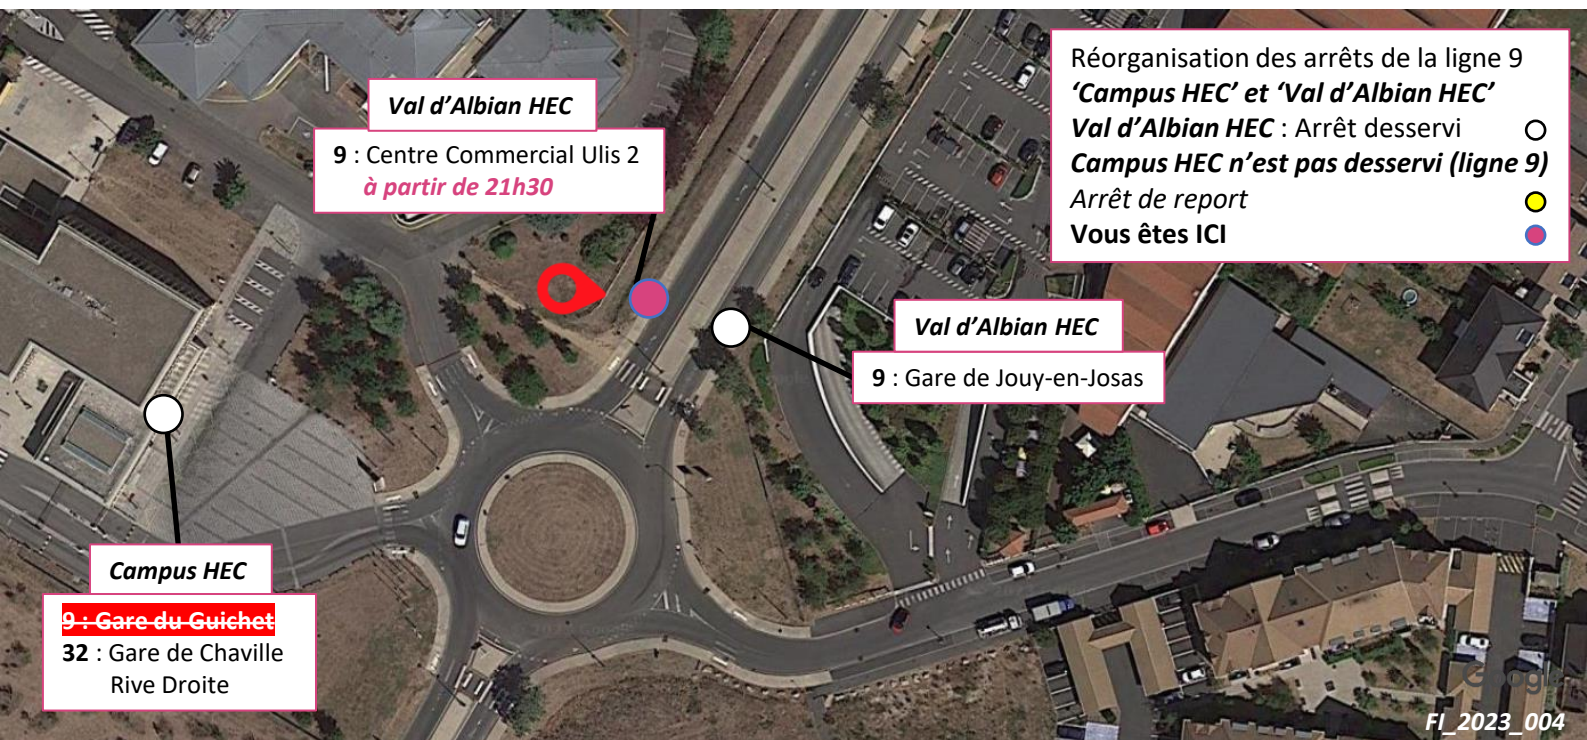 Réorganisation des arrêts de la ligne 9
‘Campus HEC’ et ‘Val d’Albian HEC’
Val d’Albian HEC : Arrêt desservi
Campus HEC n’est pas desservi (ligne 9)
Arrêt de report
Vous êtes ICI
Val d’Albian HEC
9 : Centre Commercial Ulis 2
à partir de 21h30
Val d’Albian HEC
9 : Gare de Jouy-en-Josas
Campus HEC
9 : Gare du Guichet
32 : Gare de Chaville
Rive Droite
Google
FI_2023_004